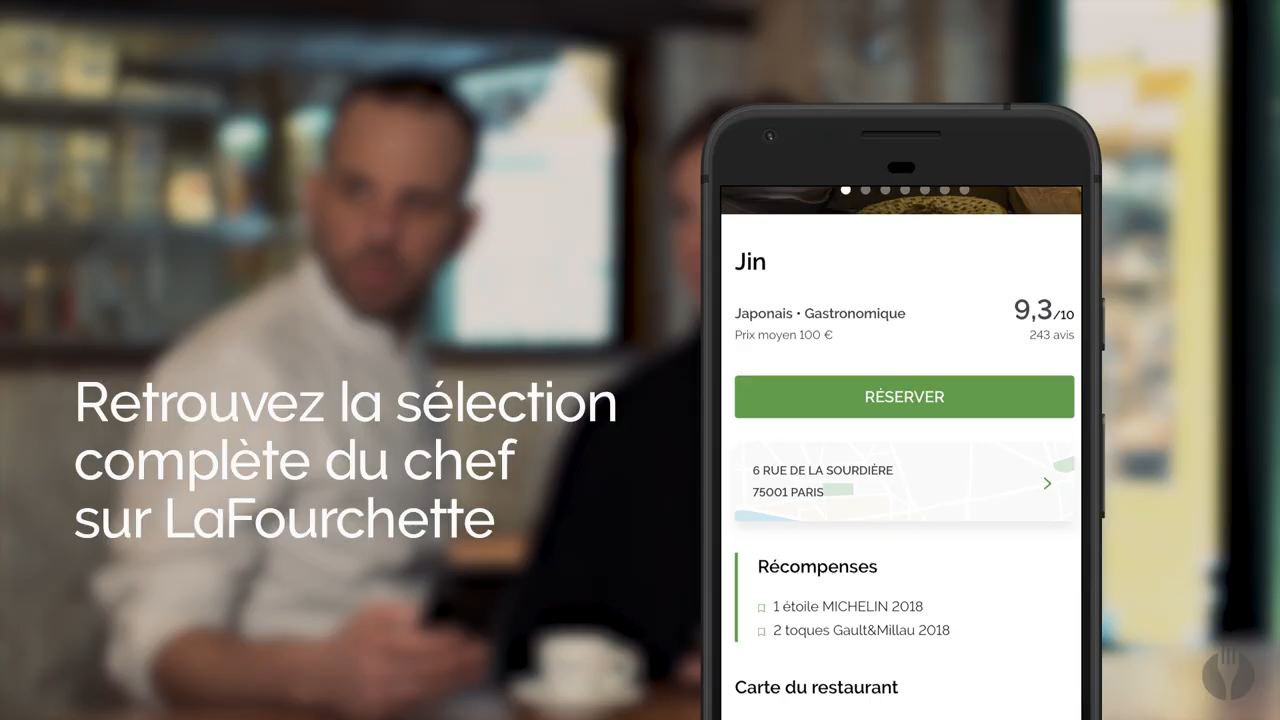 Retrouvez la sélection
complète du chef
sur LaFourchette
Jin
Japonais • Gastronomique
9,3/10
Prix moyen 100 €
243 avis
RÉSERVER
6 RUE DE LA SOURDIÈRE
75001 PARIS
Récompenses
1 étoile MICHELIN 2018
2 toques Gault&Millau 2018
Carte du restaurant